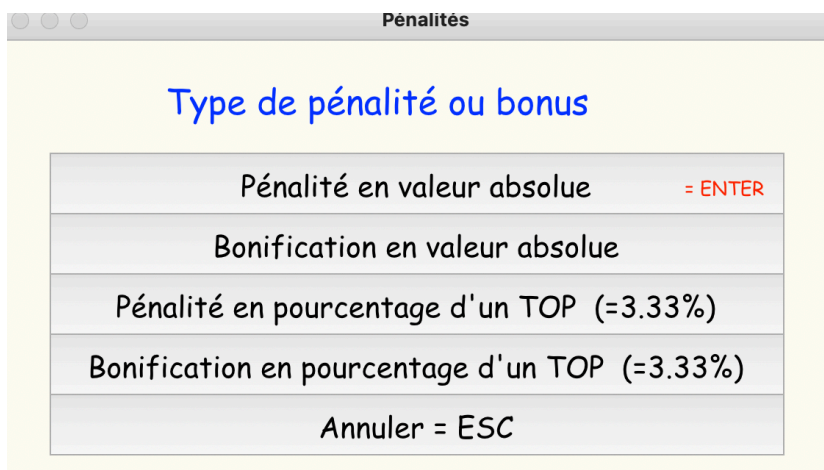 Pénalités
Type de pénalité ou bonus
Pénalité en valeur absolue = ENTER
Bonification en valeur absolue
Pénalité en pourcentage d'un TOP (=3.33%)
Bonification en pourcentage d'un TOP (=3.33%)
Annuler = ESC